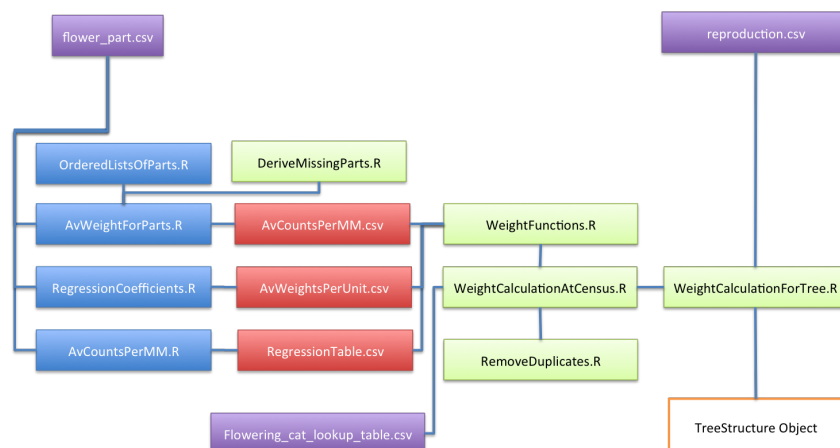 flower_part.csv
reproduction.csv
OrderedListsOfParts.R
DeriveMissingParts.R
AvWeightForParts.R
AvCountsPerMM.csv
WeightFunctions.R
RegressionCoefficients.R
AvWeightsPerUnit.csv
WeightCalculationAtCensus.R
WeightCalculationForTree.R
AvCountsPerMM.R
RegressionTable.csv
RemoveDuplicates.R
Flowering_cat_lookup_table.csv
TreeStructure Object